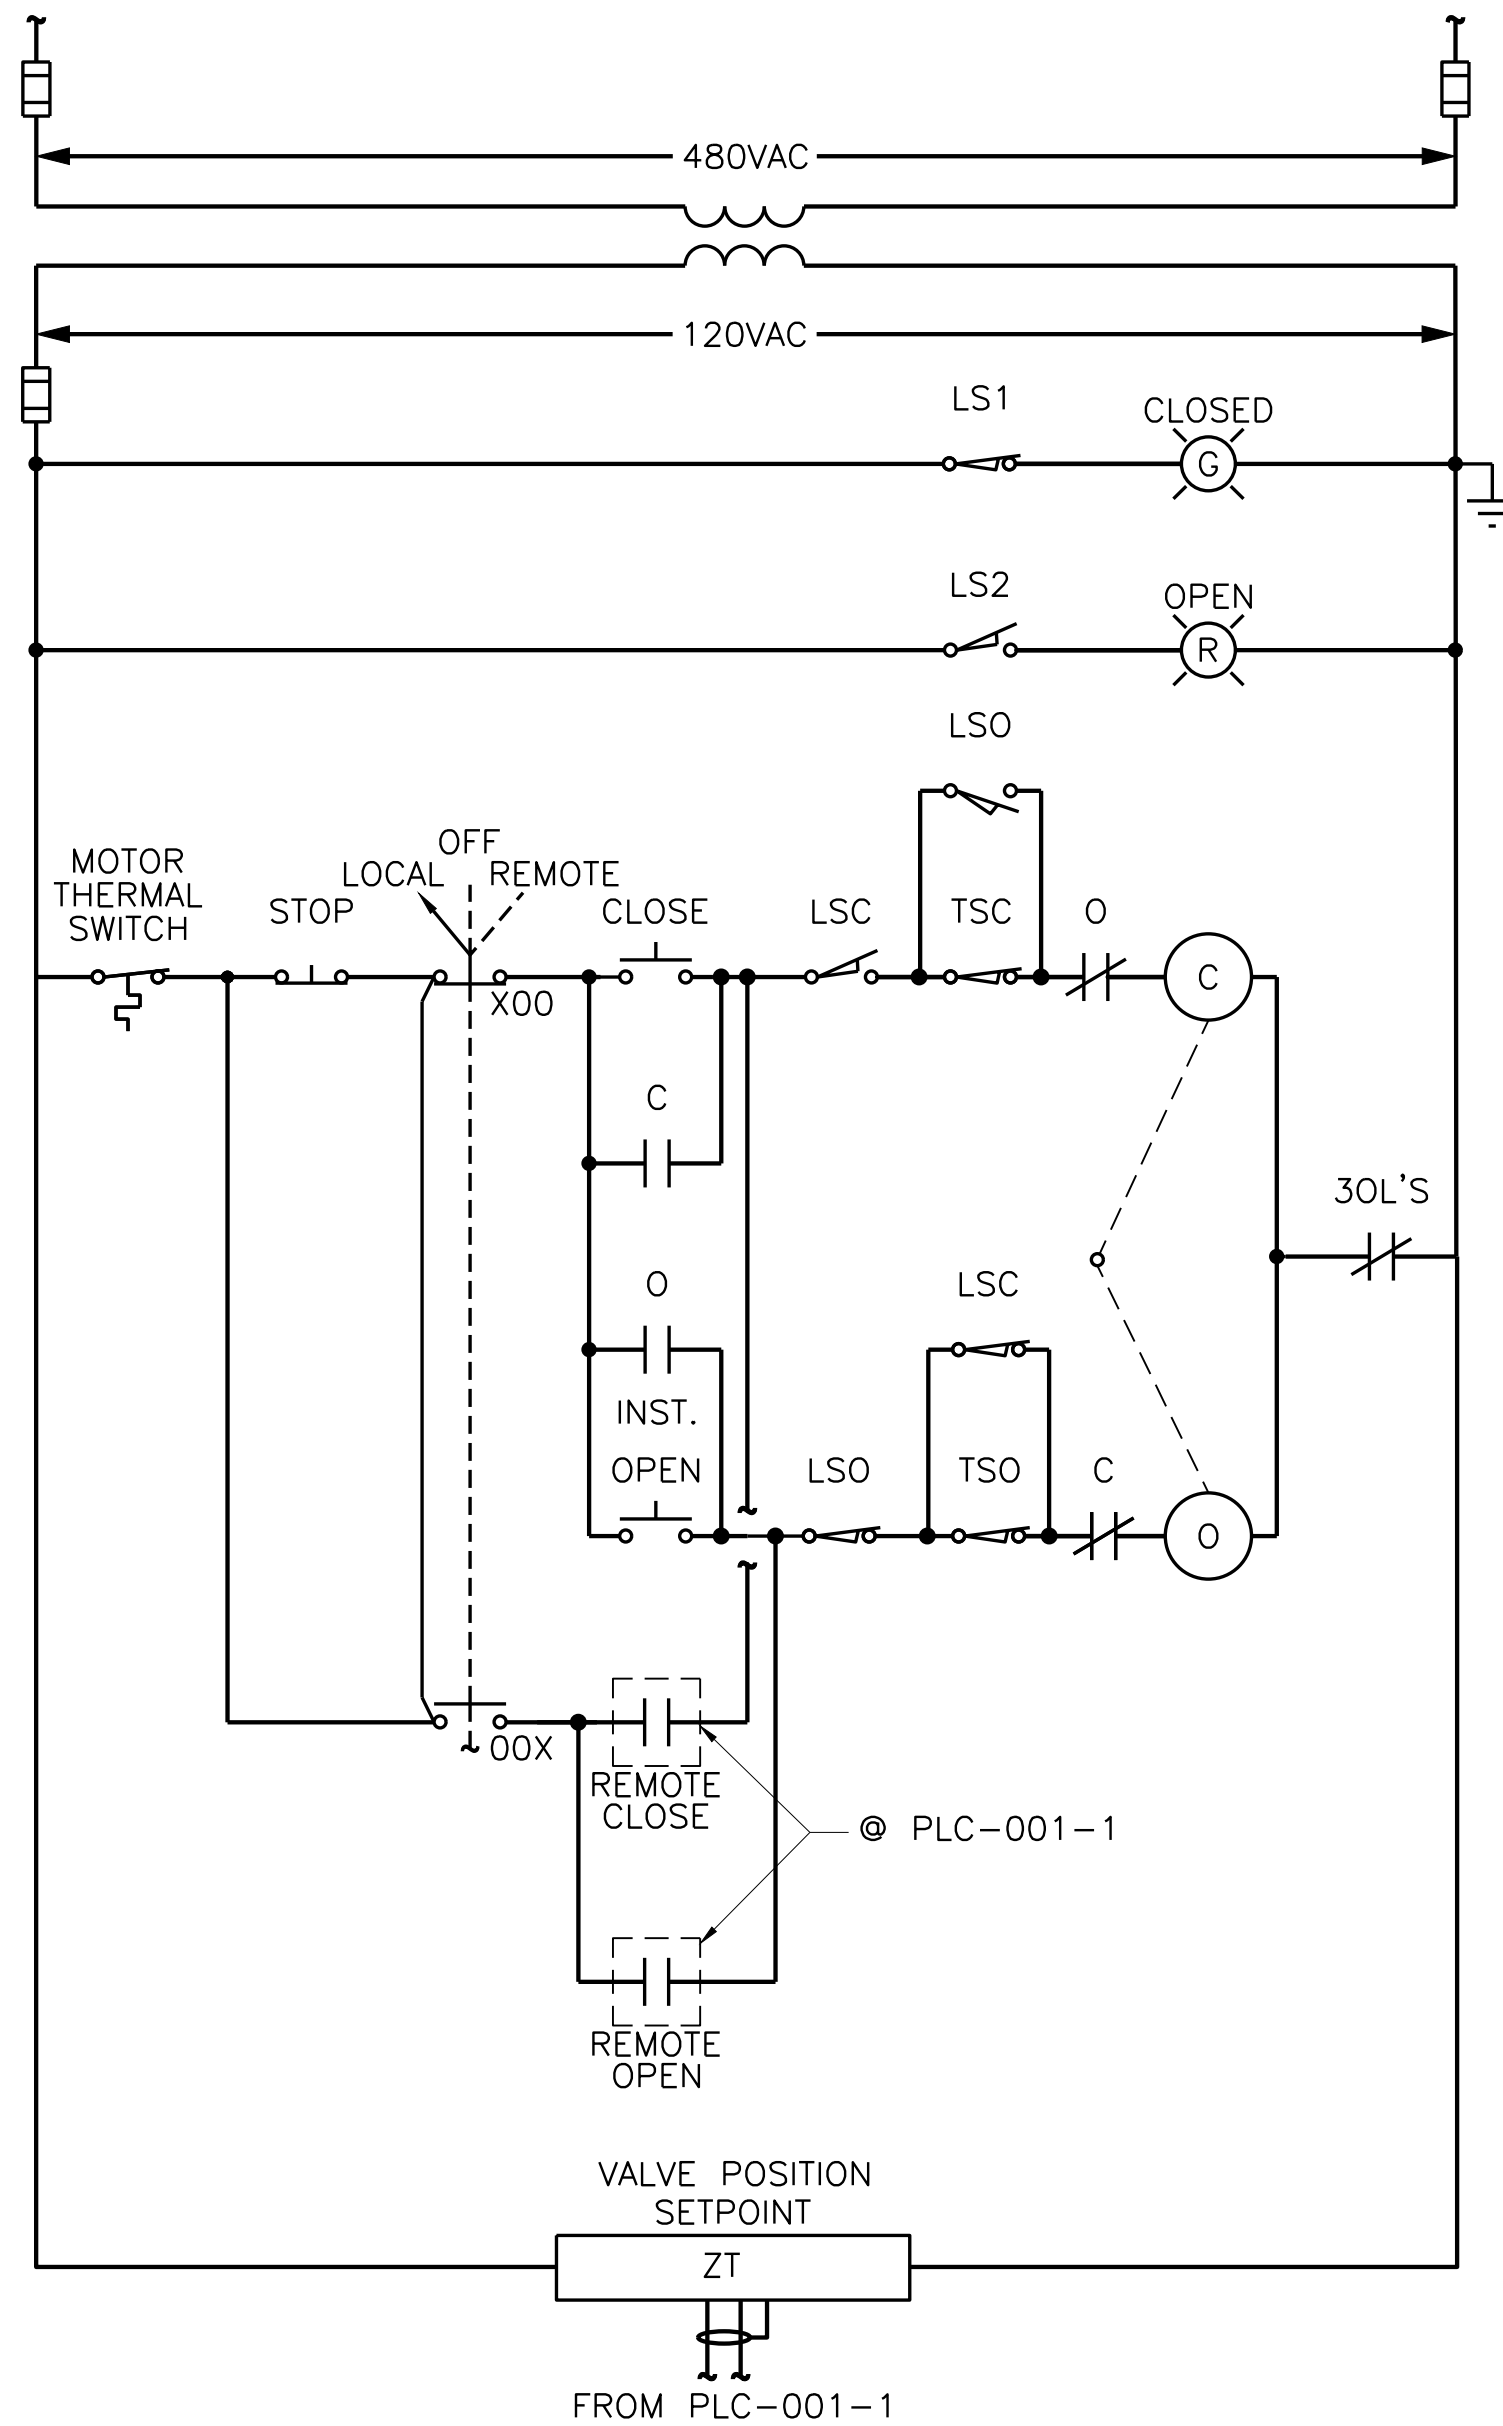 480VAC
120VAC
LS1
CLOSED
G
LS2
OPEN
R
LSO
OFF
LOCAL
REMOTE
MOTOR
THERMAL
SWITCH
STOP
CLOSE
LSC
TSC
O
C
X00
C
3OL'S
O
LSC
INST.
OPEN
LSO
TSO
C
O
00X
REMOTE
CLOSE
@ PLC-001-1
REMOTE
OPEN
VALVE POSITION
SETPOINT
ZT
FROM PLC-001-1